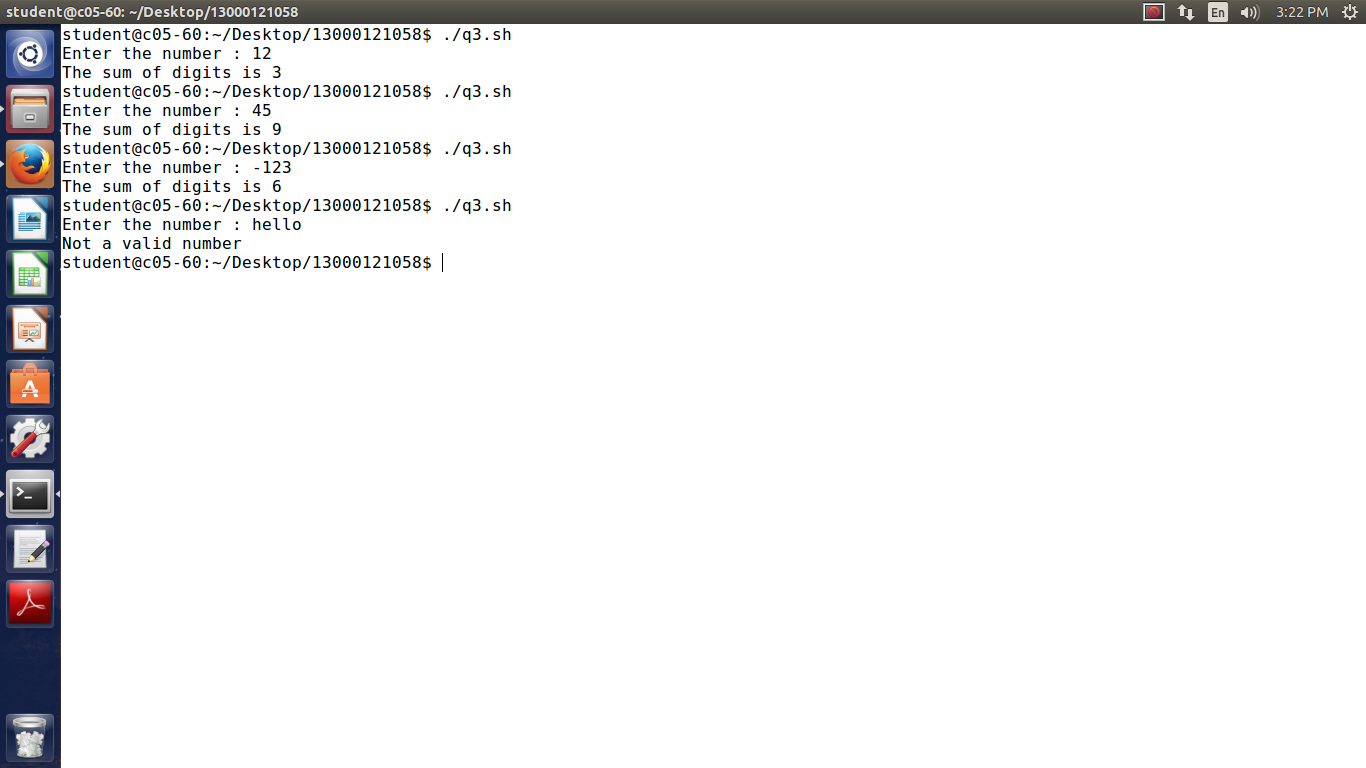 student@c05-60: ~/Desktop/13000121058
En
3:22 PM
student@c05-60:~/Desktop/13000121058$ ./q3.sh
Enter the number : 12
The sum of digits is 3
student@c05-60:~/Desktop/13000121058$ ./q3.sh
Enter the number : 45
The sum of digits is 9
student@c05-60:~/Desktop/13000121058$ ./q3.sh
Enter the number : -123
The sum of digits is 6
student@c05-60:~/Desktop/13000121058$ ./q3.sh
Enter the number : hello
Not a valid number
student@c05-60:~/Desktop/13000121058$